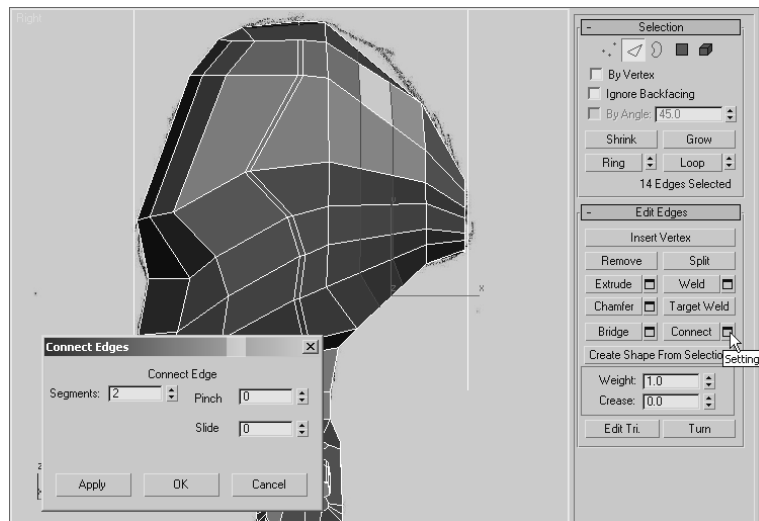 Right
Selection
By Vertex
Ignore Backfacing
By Angle: 45.0
Shrink Grow
Ring Loop
14 Edges Selected
Edit Edges
Insert Vertex
Remove Split
Extrude Weld
Chamfer Target Weld
Bridge Connect
Create Shape From Selection
Setting
Weight: 1.0
Crease: 0.0
Edit Tri. Turn
Connect Edges
Connect Edge
Segments: 2 Pinch 0
Slide 0
Apply OK Cancel
z
x
z